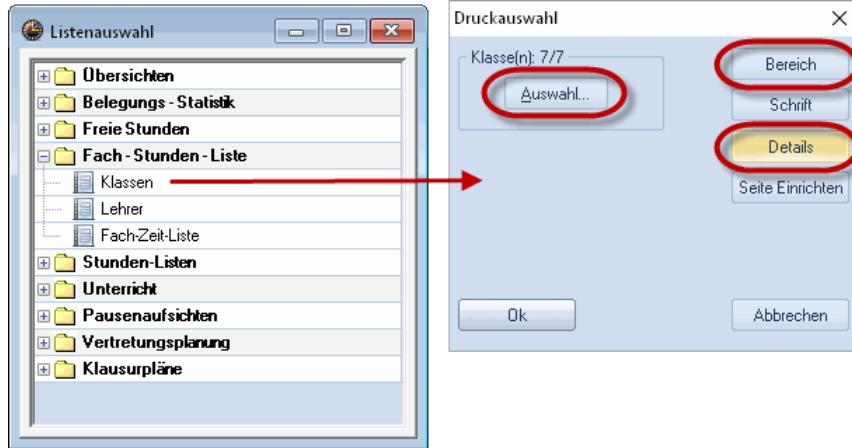 Listenauswahl
Übersichten
Belegungs - Statistik
Freie Stunden
Fach - Stunden - Liste
Klassen
Lehrer
Fach-Zeit-Liste
Stunden-Listen
Unterricht
Pausenaufsichten
Vertretungsplanung
Klausurpläne
Druckauswahl
Klasse(n): 7/7
Auswahl...
Bereich
Schrift
Details
Seite Einrichten
Ok
Abbrechen